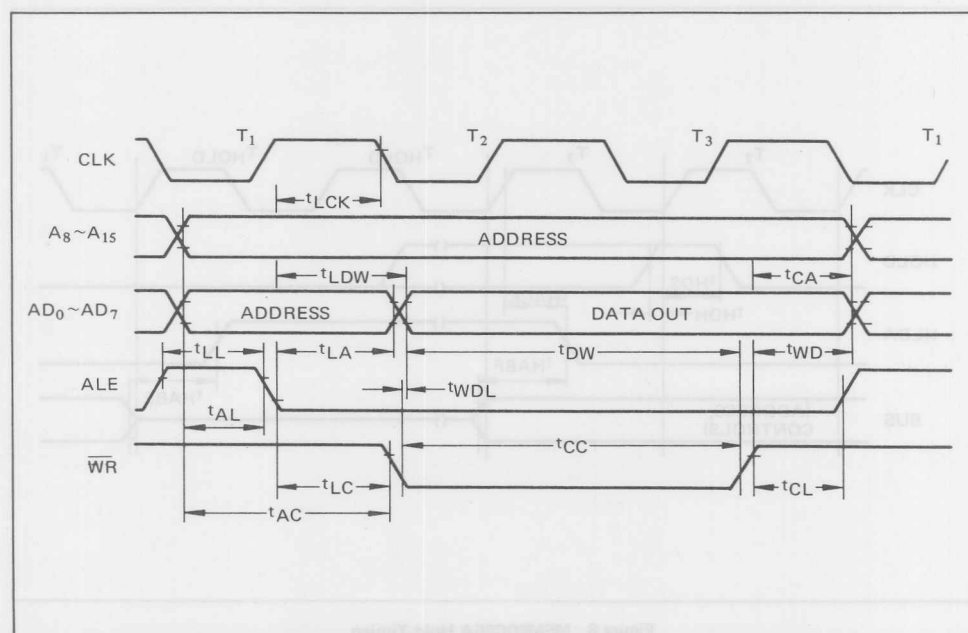 T1 T2 T3 T1
CLK
tLCK
A8~A15 ADDRESS
tLDW tCA
AD0~AD7 ADDRESS DATA OUT
tLL tLA tDW tWD
ALE tWDL
tAL
WR tCC
tLC tCL
tAC